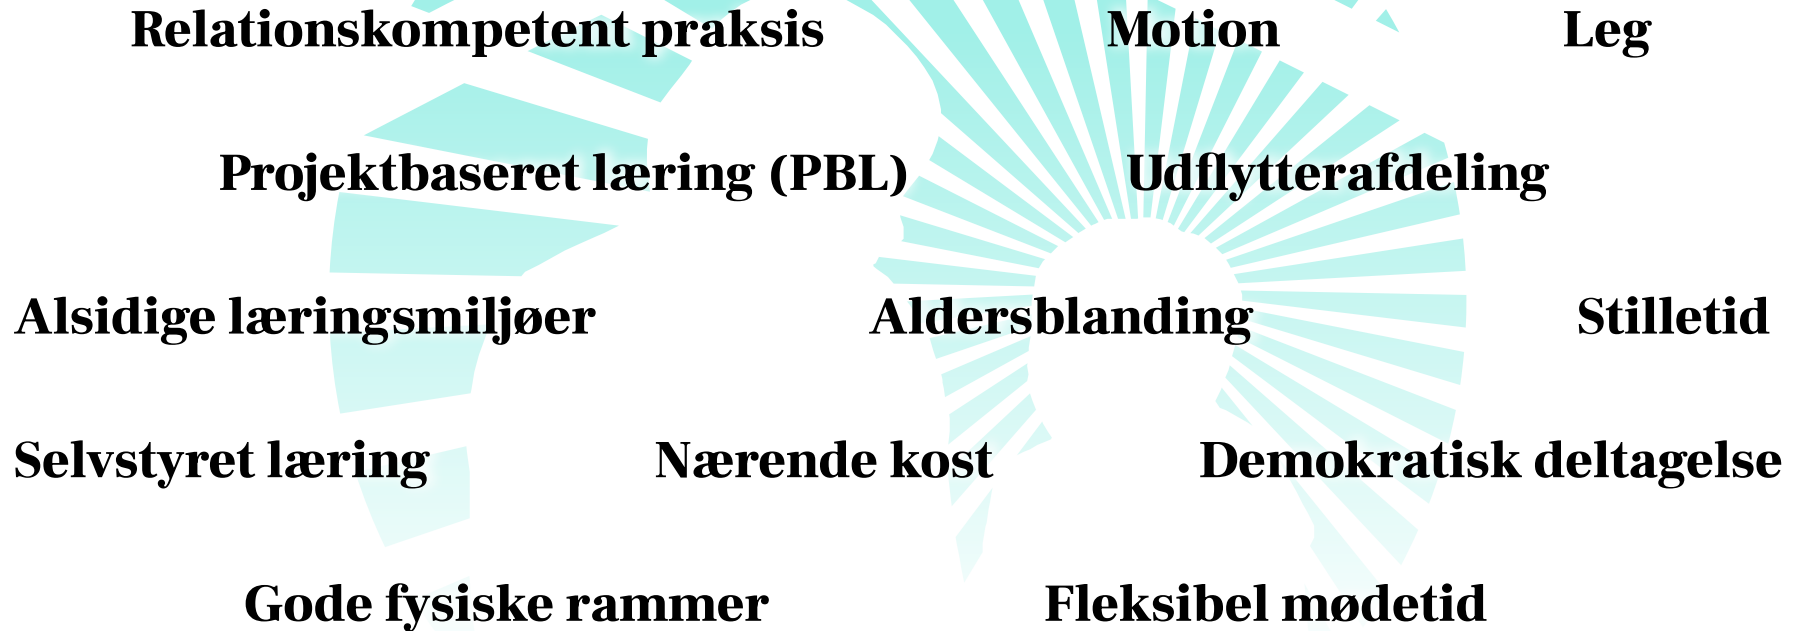 Relationskompetent praksis Motion Leg
Projektbaseret læring (PBL) Udflytterafdeling
Alsidige læringsmiljøer Aldersblanding Stilletid
Selvstyret læring Nærende kost Demokratisk deltagelse
Gode fysiske rammer Fleksibel mødetid